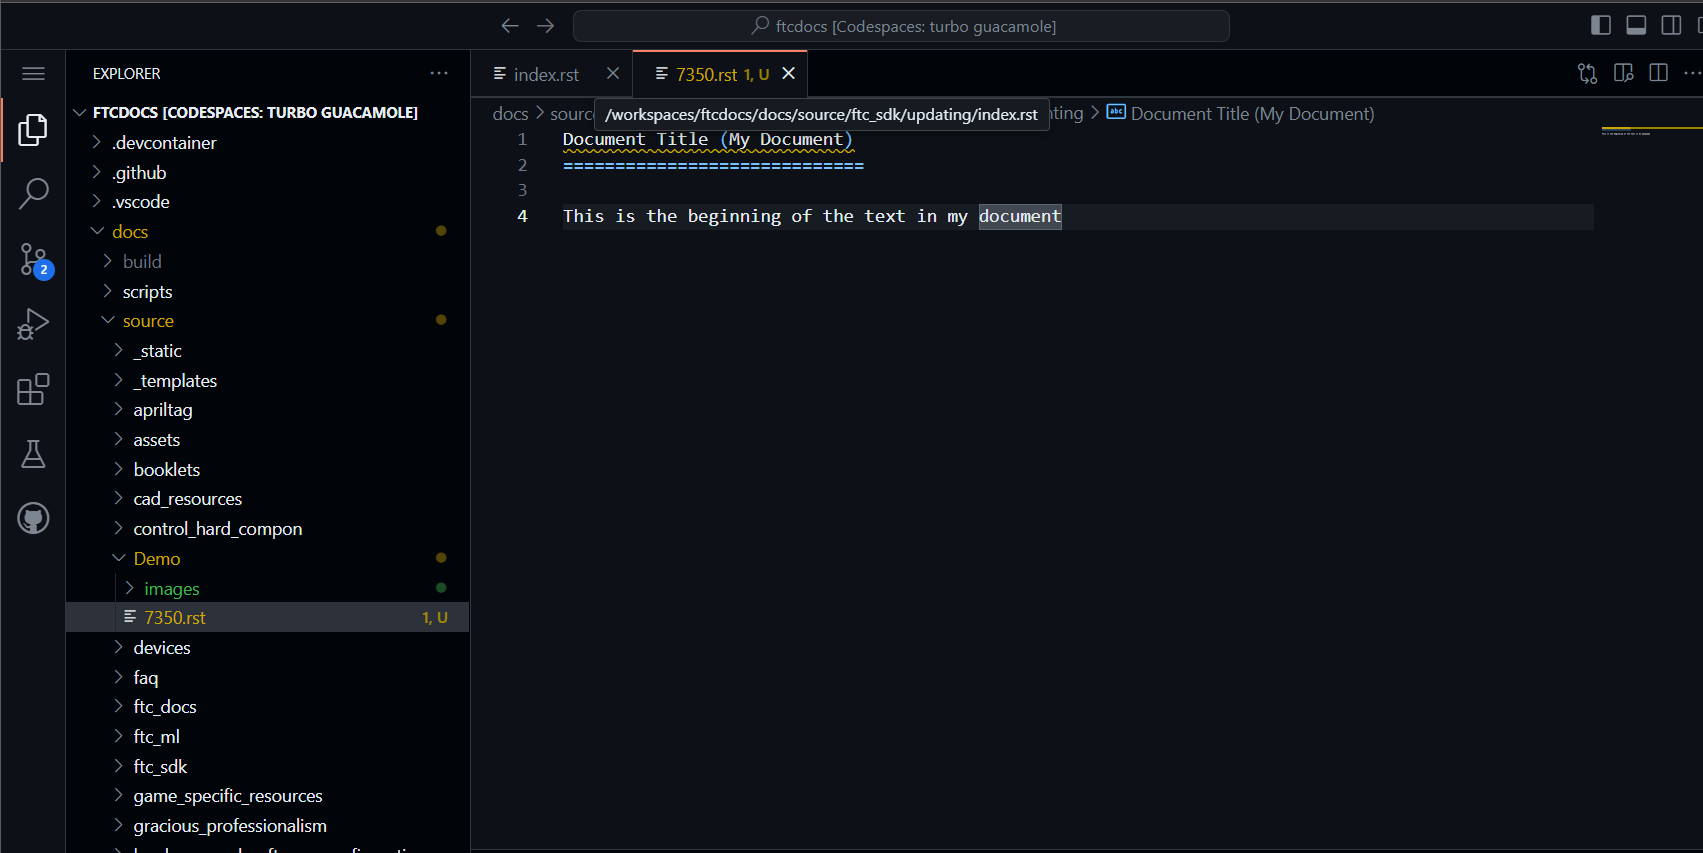 ftcdocs [Codespaces: turbo guacamole]
EXPLORER
FTCDOCS [CODESPACES: TURBO GUACAMOLE]
.devcontainer
.github
.vscode
docs
build
scripts
source
_static
_templates
apriltag
assets
booklets
cad_resources
control_hard_compon
Demo
images
7350.rst 1, U
devices
faq
ftc_docs
ftc_ml
ftc_sdk
game_specific_resources
gracious_professionalism
2
index.rst
7350.rst 1, U
docs > sourc
/workspaces/ftcdocs/docs/source/ftc_sdk/updating/index.rst
ting > abc Document Title (My Document)
1 Document Title (My Document)
2 =============================
3
4 This is the beginning of the text in my document